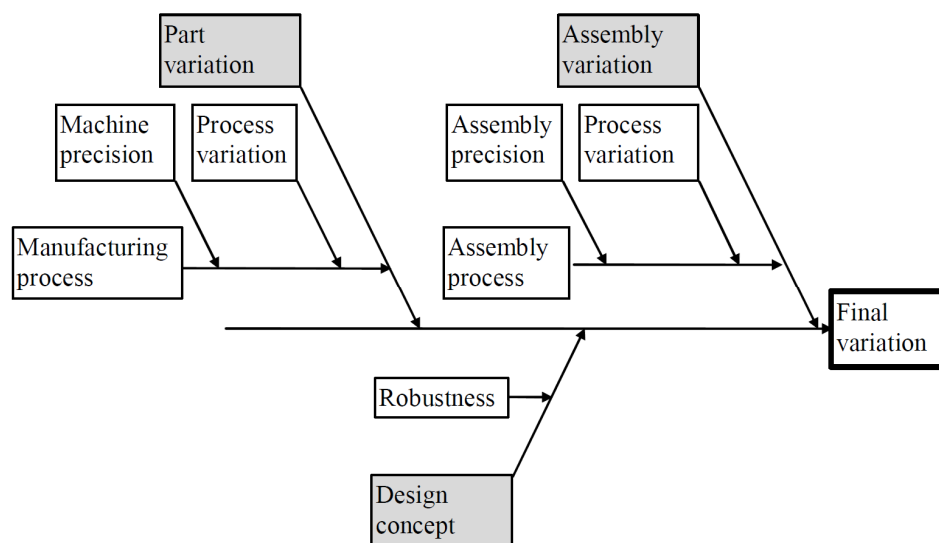 Part
variation
Assembly
variation
Machine
precision
Process
variation
Assembly
precision
Process
variation
Manufacturing
process
Assembly
process
Final
variation
Robustness
Design
concept